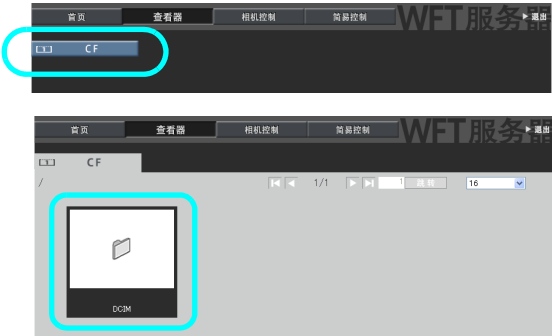 首页 查看器 相机控制 简易控制 WFT服务器 ▶ 退出
1 CF
首页 查看器 相机控制 简易控制 WFT服务器 ▶ 退出
1 CF
/ 1/1 1 跳转 16
DCIM